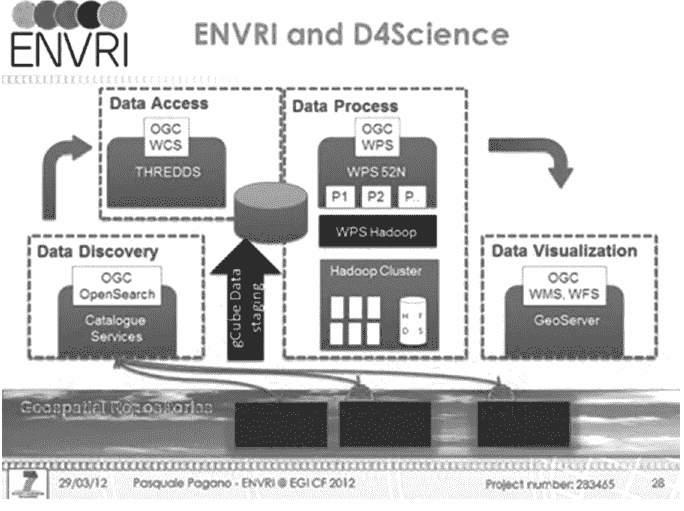 ENVRI
ENVRI and D4Science
Data Access
OGC
WCS
THREDDS
Data Process
OGC
WPS
WPS 52N
P1
P2
P..
WPS Hadoop
Hadoop Cluster
H
F
D
S
Data Discovery
OGC
OpenSearch
Catalogue
Services
gCube Data
staging
Data Visualization
OGC
WMS, WFS
GeoServer
Geospatial Repositories
29/03/12
Pasquale Pagano - ENVRI @ EGI CF 2012
Project number: 283465
28